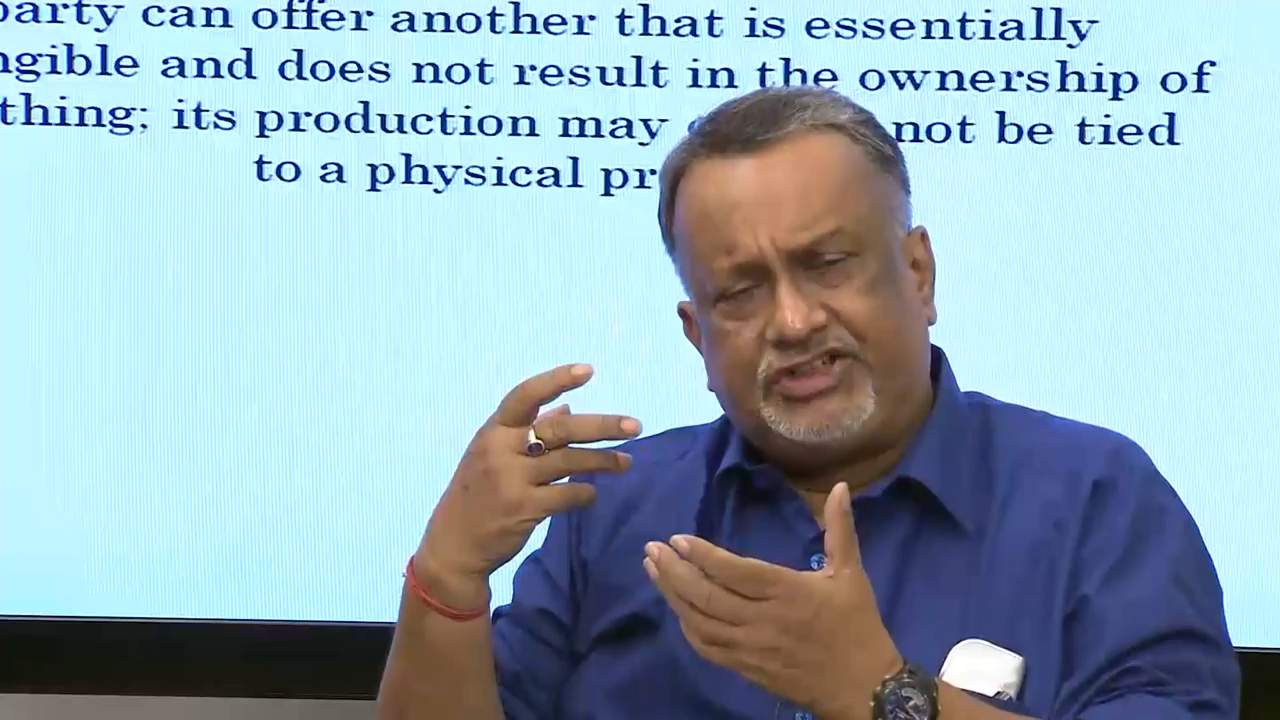 party can offer another that is essentially
ngible and does not result in the ownership of
thing; its production may not be tied
to a physical pr